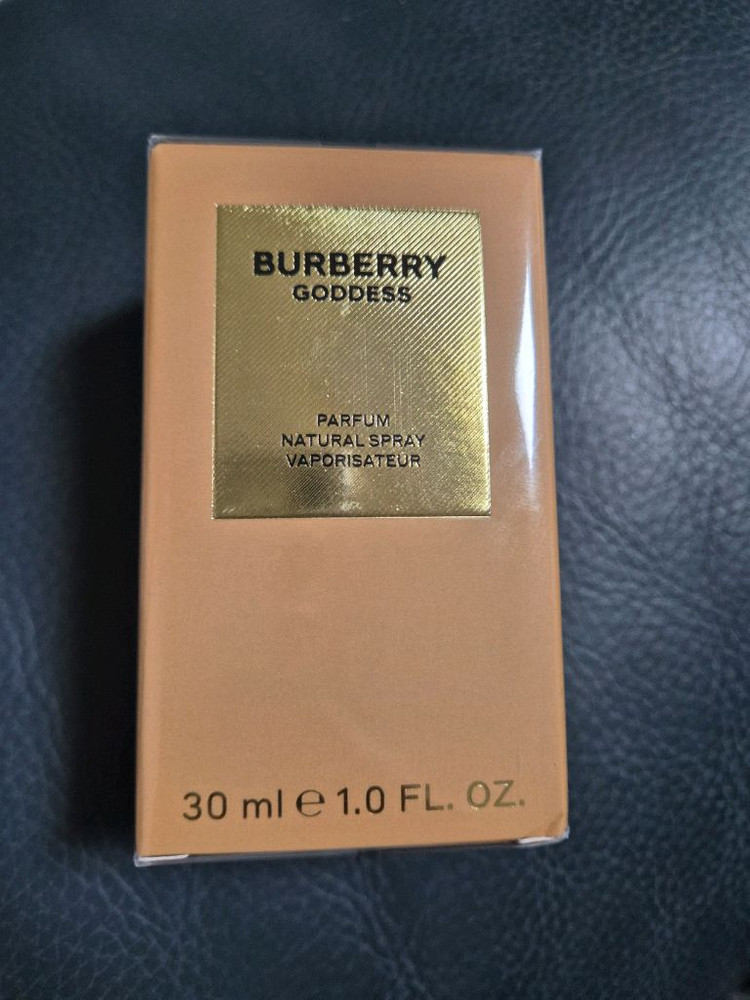 BURBERRY
GODDESS
PARFUM
NATURAL SPRAY
VAPORISATEUR
30 ml ℮ 1.0 FL. OZ.